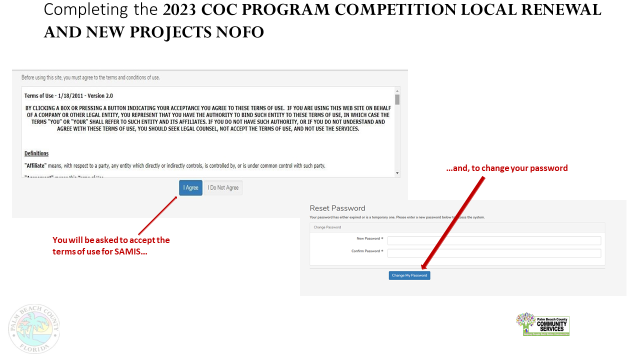 Completing the 2023 COC PROGRAM COMPETITION LOCAL RENEWAL
AND NEW PROJECTS NOFO
Before using this site, you must agree to the terms and conditions of use.
Terms of Use - 1/18/2011 - Version 2.0
BY CLICKING A BOX OR PRESSING A BUTTON INDICATING YOUR ACCEPTANCE YOU AGREE TO THESE TERMS OF USE. IF YOU ARE USING THIS WEB SITE ON BEHALF
OF A COMPANY OR OTHER LEGAL ENTITY, YOU REPRESENT THAT YOU HAVE THE AUTHORITY TO BIND SUCH ENTITY TO THESE TERMS OF USE, IN WHICH CASE THE
TERMS "YOU" OR "YOUR" SHALL REFER TO SUCH ENTITY AND ITS AFFILIATES. IF YOU DO NOT HAVE SUCH AUTHORITY, OR IF YOU DO NOT UNDERSTAND AND
AGREE WITH THESE TERMS OF USE, YOU SHOULD SEEK LEGAL COUNSEL, NOT ACCEPT THE TERMS OF USE, AND NOT USE THE SERVICES.
Definitions
"Affiliate" means, with respect to a party, any entity which directly or indirectly controls, is controlled by, or is under common control with such party.
I Agree
I Do Not Agree
...and, to change your password
You will be asked to accept the
terms of use for SAMIS...
Reset Password
Your password has either expired or is a temporary one. Please enter a new password below to access the system.
Change Password
New Password *
Confirm Password *
Change My Password
PALM BEACH COUNTY
FLORIDA
Palm Beach County
COMMUNITY
SERVICES